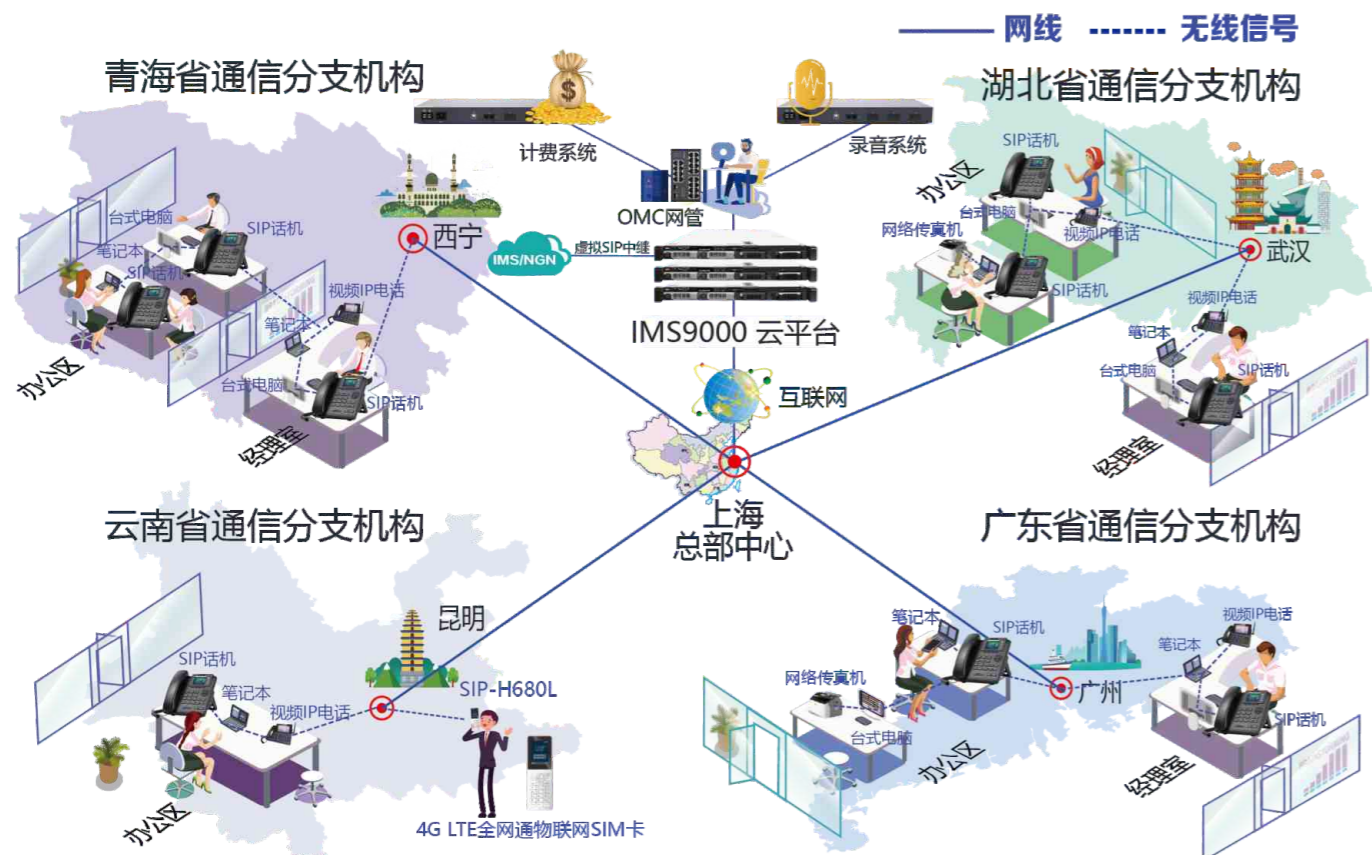 网线
无线信号
青海省通信分支机构
计费系统
录音系统
OMC网管
IMS/NGN
虚拟SIP中继
IMS9000 云平台
互联网
上海
总部中心
西宁
台式电脑
SIP话机
笔记本
SIP话机
视频IP电话
笔记本
台式电脑
SIP话机
办公区
经理室
湖北省通信分支机构
SIP话机
办公区
台式电脑
视频IP电话
网络传真机
SIP话机
武汉
视频IP电话
笔记本
台式电脑
SIP话机
经理室
云南省通信分支机构
昆明
SIP话机
笔记本
视频IP电话
SIP-H680L
办公区
4G LTE全网通物联网SIM卡
广东省通信分支机构
笔记本
SIP话机
网络传真机
台式电脑
办公区
广州
视频IP电话
笔记本
SIP话机
经理室